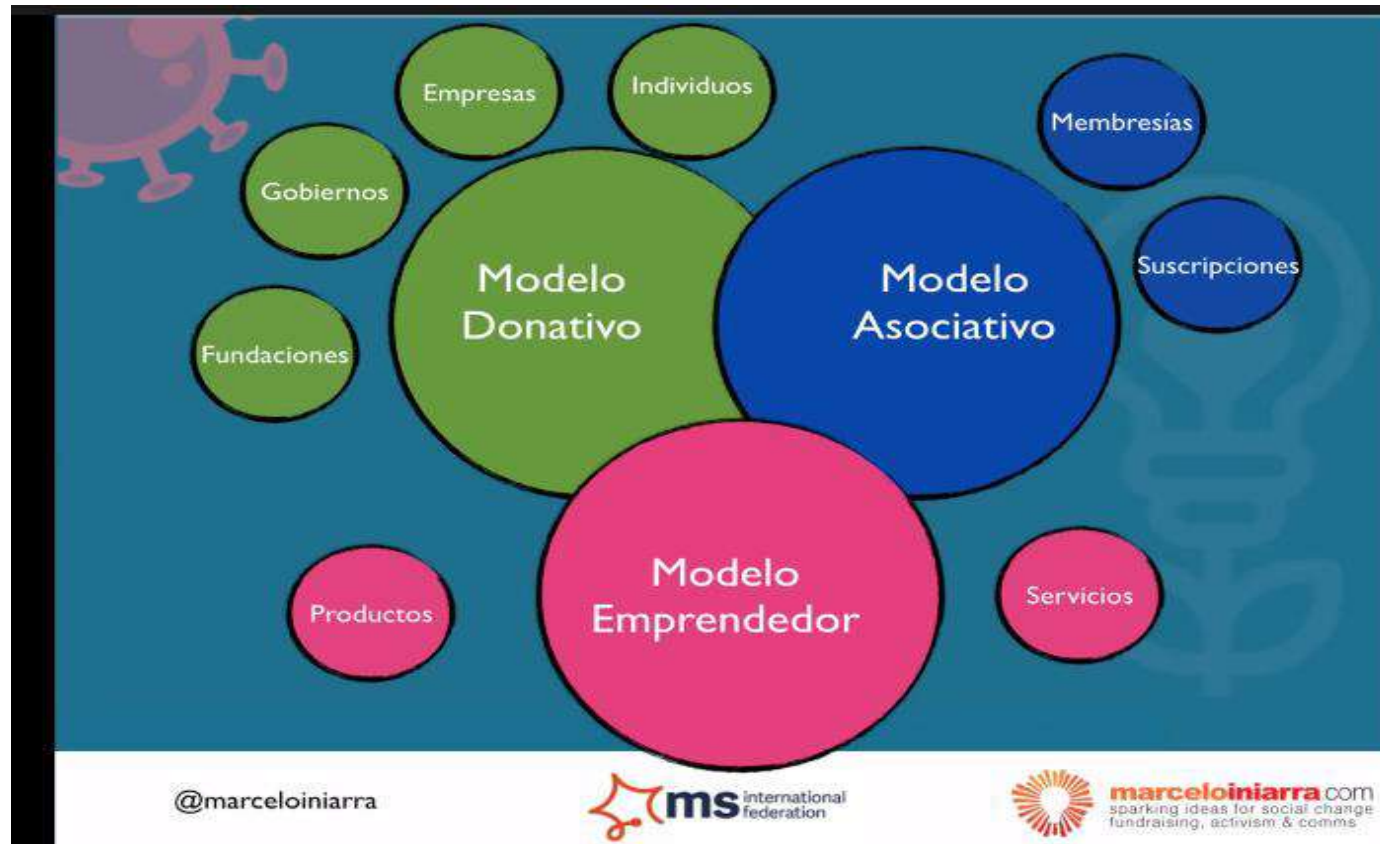 Empresas
Individuos
Membresías
Gobiernos
Suscripciones
Fundaciones
Modelo
Donativo
Modelo
Asociativo
Modelo
Emprendedor
Productos
Servicios
@marceloiniarra
ms international
federation
marceloiniarra.com
sparking ideas for social change
fundraising, activism & comms